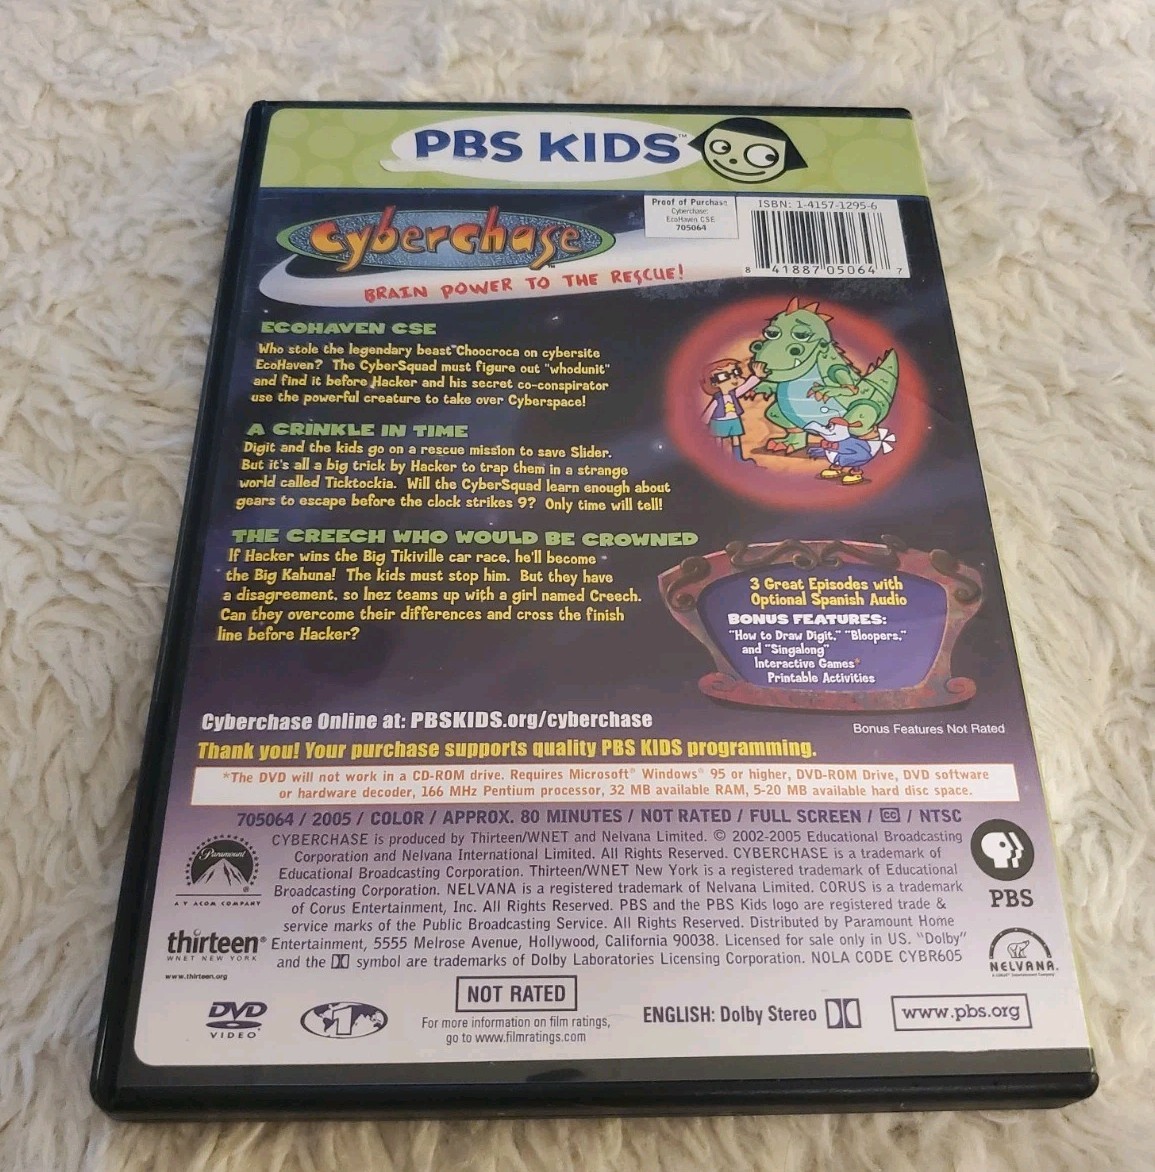 PBS KIDS™
Cyberchase™
BRAIN POWER TO THE RESCUE!
Proof of Purchase
Cyberchase:
EcoHaven CSE
705064
ISBN: 1-4157-1295-6
8 41887 05064 7
ECOHAVEN CSE
Who stole the legendary beast Choocroca on cybersite
EcoHaven? The CyberSquad must figure out "whodunit"
and find it before Hacker and his secret co-conspirator
use the powerful creature to take over Cyberspace!
A CRINKLE IN TIME
Digit and the kids go on a rescue mission to save Slider.
But it's all a big trick by Hacker to trap them in a strange
world called Ticktockia. Will the CyberSquad learn enough about
gears to escape before the clock strikes 9? Only time will tell!
THE CREECH WHO WOULD BE CROWNED
If Hacker wins the Big Tikiville car race, he'll become
the Big Kahuna! The kids must stop him. But they have
a disagreement, so Inez teams up with a girl named Creech.
Can they overcome their differences and cross the finish
line before Hacker?
3 Great Episodes with
Optional Spanish Audio
BONUS FEATURES:
"How to Draw Digit," "Bloopers,"
and "Singalong"
Interactive Games*
Printable Activities
Bonus Features Not Rated
Cyberchase Online at: PBSKIDS.org/cyberchase
Thank you! Your purchase supports quality PBS KIDS programming.
*The DVD will not work in a CD-ROM drive. Requires Microsoft® Windows® 95 or higher, DVD-ROM Drive, DVD software
or hardware decoder, 166 MHz Pentium processor, 32 MB available RAM, 5-20 MB available hard disc space.
705064 / 2005 / COLOR / APPROX. 80 MINUTES / NOT RATED / FULL SCREEN / CC / NTSC
CYBERCHASE is produced by Thirteen/WNET and Nelvana Limited. © 2002-2005 Educational Broadcasting
Corporation and Nelvana International Limited. All Rights Reserved. CYBERCHASE is a trademark of
Educational Broadcasting Corporation. Thirteen/WNET New York is a registered trademark of Educational
Broadcasting Corporation. NELVANA is a registered trademark of Nelvana Limited. CORUS is a trademark
of Corus Entertainment, Inc. All Rights Reserved. PBS and the PBS Kids logo are registered trade &
service marks of the Public Broadcasting Service. All Rights Reserved. Distributed by Paramount Home
Entertainment, 5555 Melrose Avenue, Hollywood, California 90038. Licensed for sale only in US. "Dolby"
and the DD symbol are trademarks of Dolby Laboratories Licensing Corporation. NOLA CODE CYBR605
Paramount®
A VIACOM COMPANY
thirteen®
WNET NEW YORK
www.thirteen.org
PBS
NELVANA.
DVD
VIDEO
1
NOT RATED
For more information on film ratings,
go to www.filmratings.com
ENGLISH: Dolby Stereo
www.pbs.org